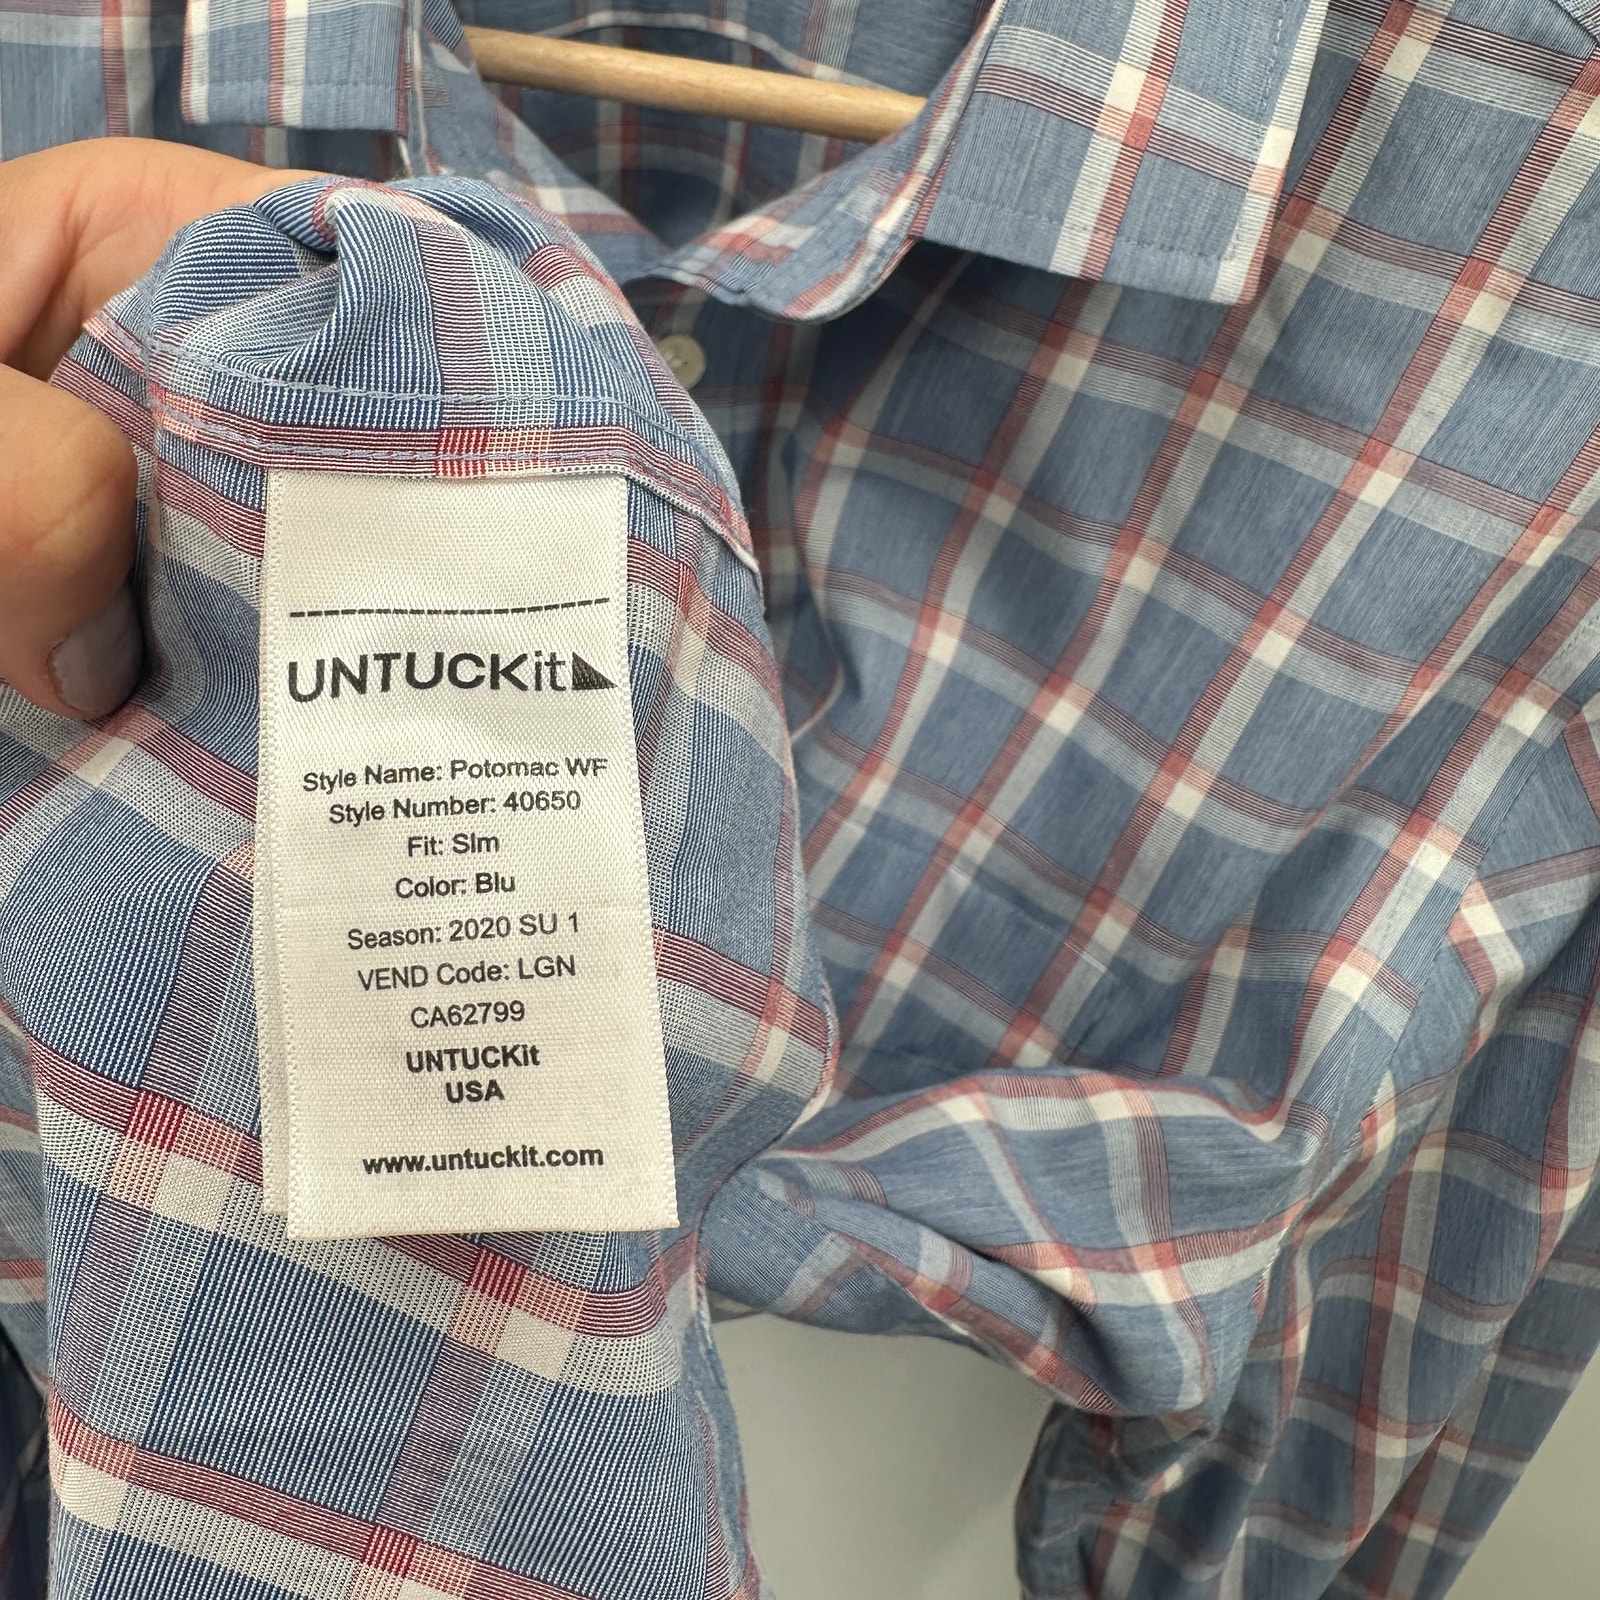 UNTUCKit
Style Name: Potomac WF
Style Number: 40650
Fit: Slm
Color: Blu
Season: 2020 SU 1
VEND Code: LGN
CA62799
UNTUCKit
USA
www.untuckit.com